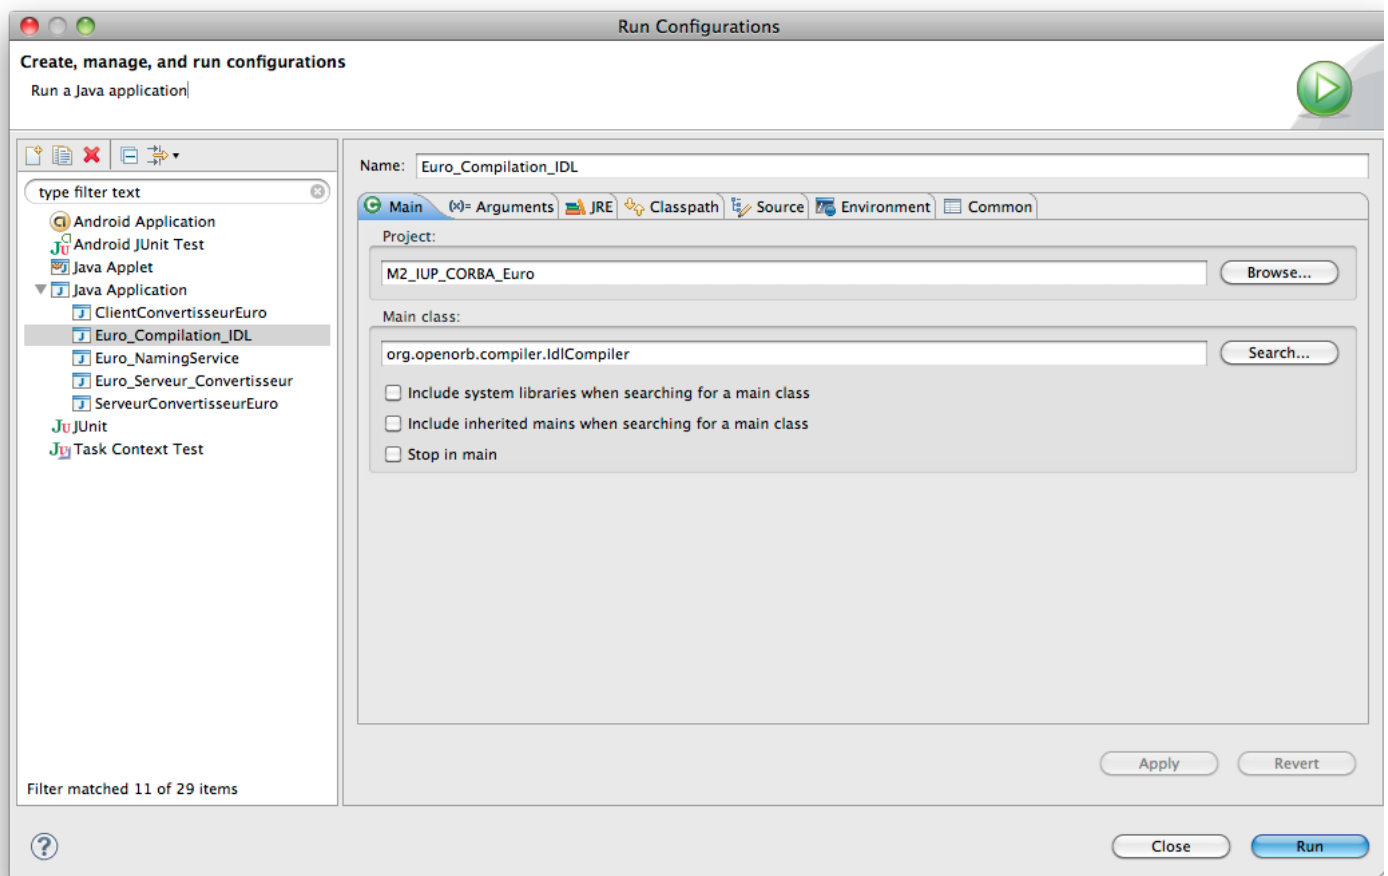 Run Configurations
Create, manage, and run configurations
Run a Java application
type filter text
Android Application
Android JUnit Test
Java Applet
Java Application
ClientConvertisseurEuro
Euro_Compilation_IDL
Euro_NamingService
Euro_Serveur_Convertisseur
ServeurConvertisseurEuro
JUnit
Task Context Test
Filter matched 11 of 29 items
Name: Euro_Compilation_IDL
Main (x)= Arguments JRE Classpath Source Environment Common
Project:
M2_IUP_CORBA_Euro Browse...
Main class:
org.openorb.compiler.IdlCompiler Search...
Include system libraries when searching for a main class
Include inherited mains when searching for a main class
Stop in main
Apply Revert
? Close Run